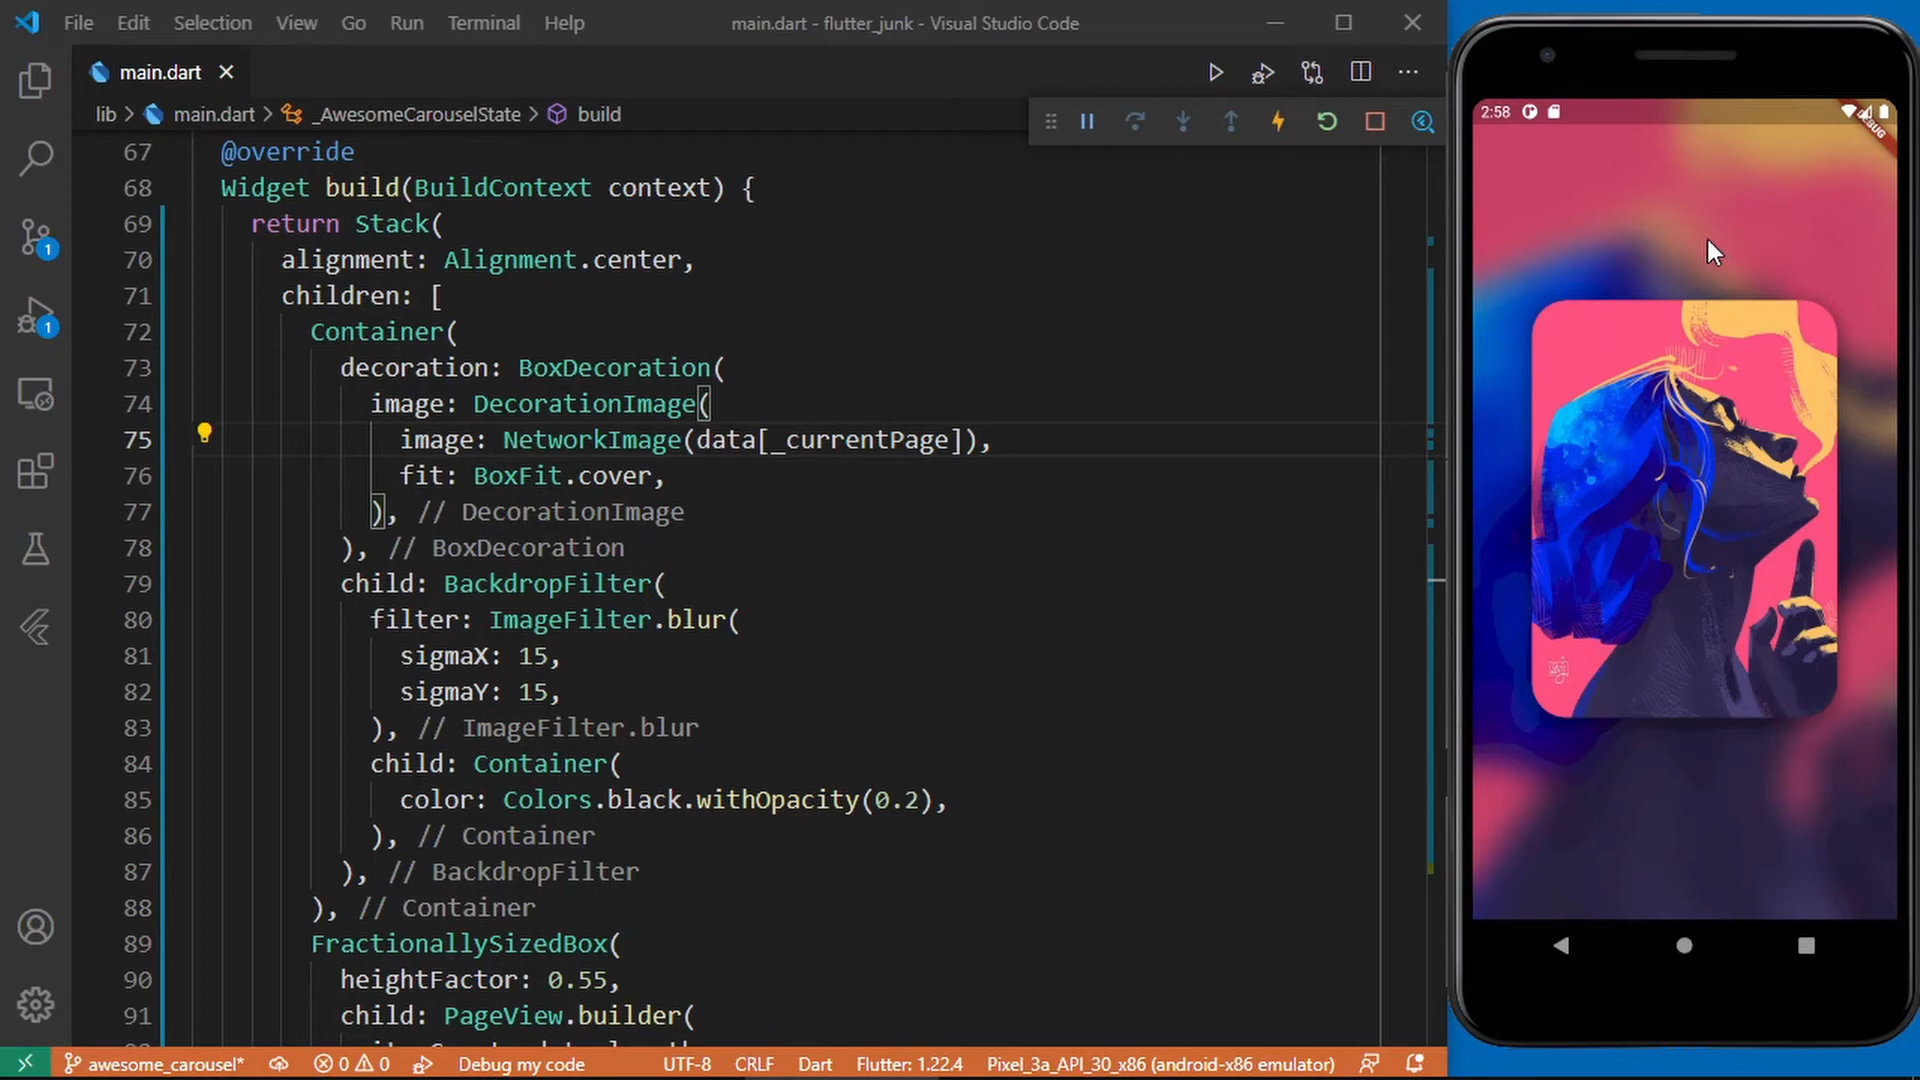 File Edit Selection View Go Run Terminal Help main.dart - flutter_junk - Visual Studio Code
main.dart
lib > main.dart > _AwesomeCarouselState > build
67 @override
68 Widget build(BuildContext context) {
69 return Stack(
70 alignment: Alignment.center,
71 children: [
72 Container(
73 decoration: BoxDecoration(
74 image: DecorationImage(
75 image: NetworkImage(data[_currentPage]),
76 fit: BoxFit.cover,
77 ), // DecorationImage
78 ), // BoxDecoration
79 child: BackdropFilter(
80 filter: ImageFilter.blur(
81 sigmaX: 15,
82 sigmaY: 15,
83 ), // ImageFilter.blur
84 child: Container(
85 color: Colors.black.withOpacity(0.2),
86 ), // Container
87 ), // BackdropFilter
88 ), // Container
89 FractionallySizedBox(
90 heightFactor: 0.55,
91 child: PageView.builder(
1
1
2:58
DEBUG
awesome_carousel* 0 0 Debug my code UTF-8 CRLF Dart Flutter: 1.22.4 Pixel_3a_API_30_x86 (android-x86 emulator)